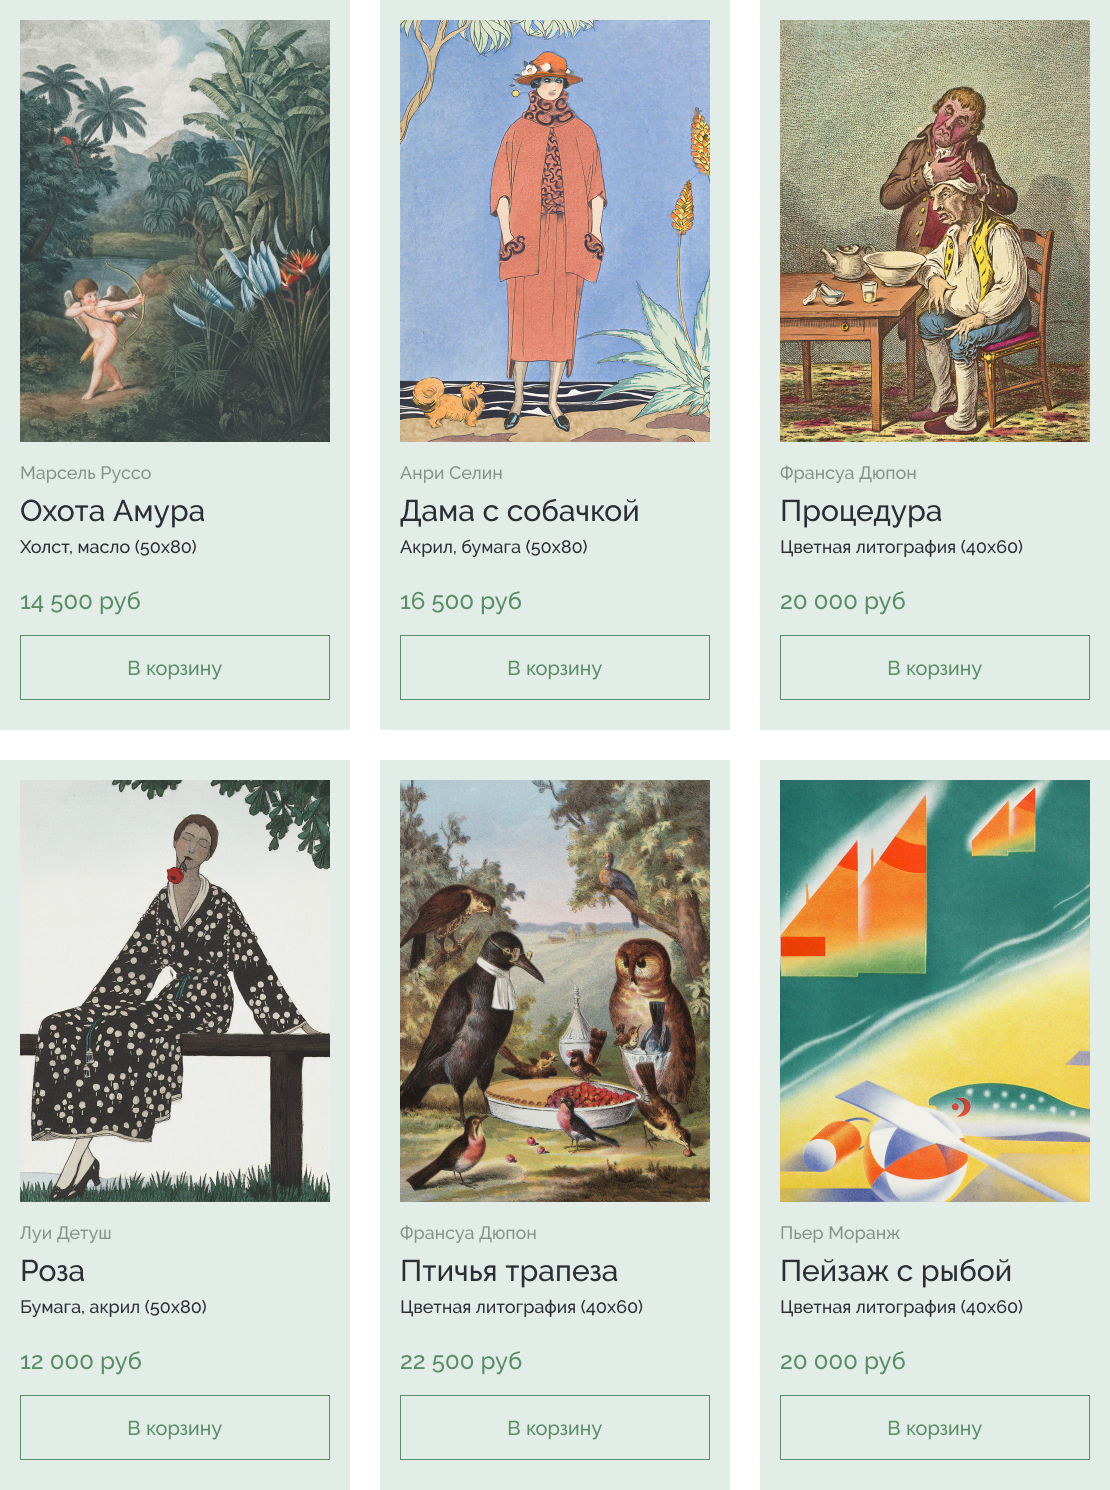 Марсель Руссо
Охота Амура
Холст, масло (50х80)
14 500 руб
В корзину
Анри Селин
Дама с собачкой
Акрил, бумага (50х80)
16 500 руб
В корзину
Франсуа Дюпон
Процедура
Цветная литография (40х60)
20 000 руб
В корзину
Луи Детуш
Роза
Бумага, акрил (50х80)
12 000 руб
В корзину
Франсуа Дюпон
Птичья трапеза
Цветная литография (40х60)
22 500 руб
В корзину
Пьер Моранж
Пейзаж с рыбой
Цветная литография (40х60)
20 000 руб
В корзину